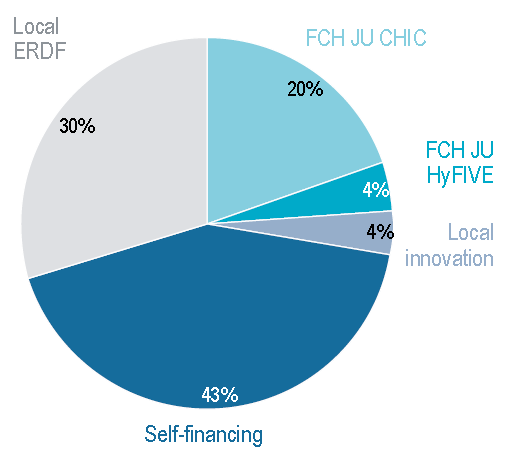 Local
ERDF
FCH JU CHIC
20%
30%
FCH JU
HyFIVE
4%
4%
Local
innovation
43%
Self-financing